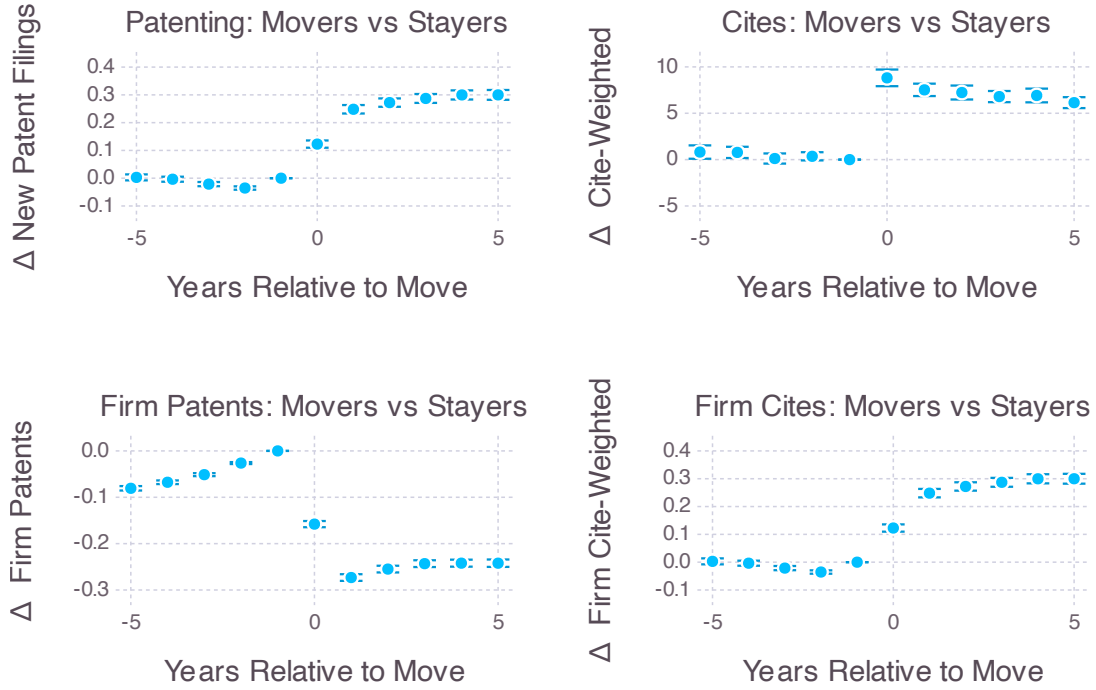 Patenting: Movers vs Stayers
Δ New Patent Filings
0.4
0.3
0.2
0.1
0.0
-0.1
-5
0
5
Years Relative to Move
Cites: Movers vs Stayers
Δ Cite-Weighted
10
5
0
-5
-5
0
5
Years Relative to Move
Firm Patents: Movers vs Stayers
Δ Firm Patents
0.0
-0.1
-0.2
-0.3
-5
0
5
Years Relative to Move
Firm Cites: Movers vs Stayers
Δ Firm Cite-Weighted
0.4
0.3
0.2
0.1
0.0
-0.1
-5
0
5
Years Relative to Move